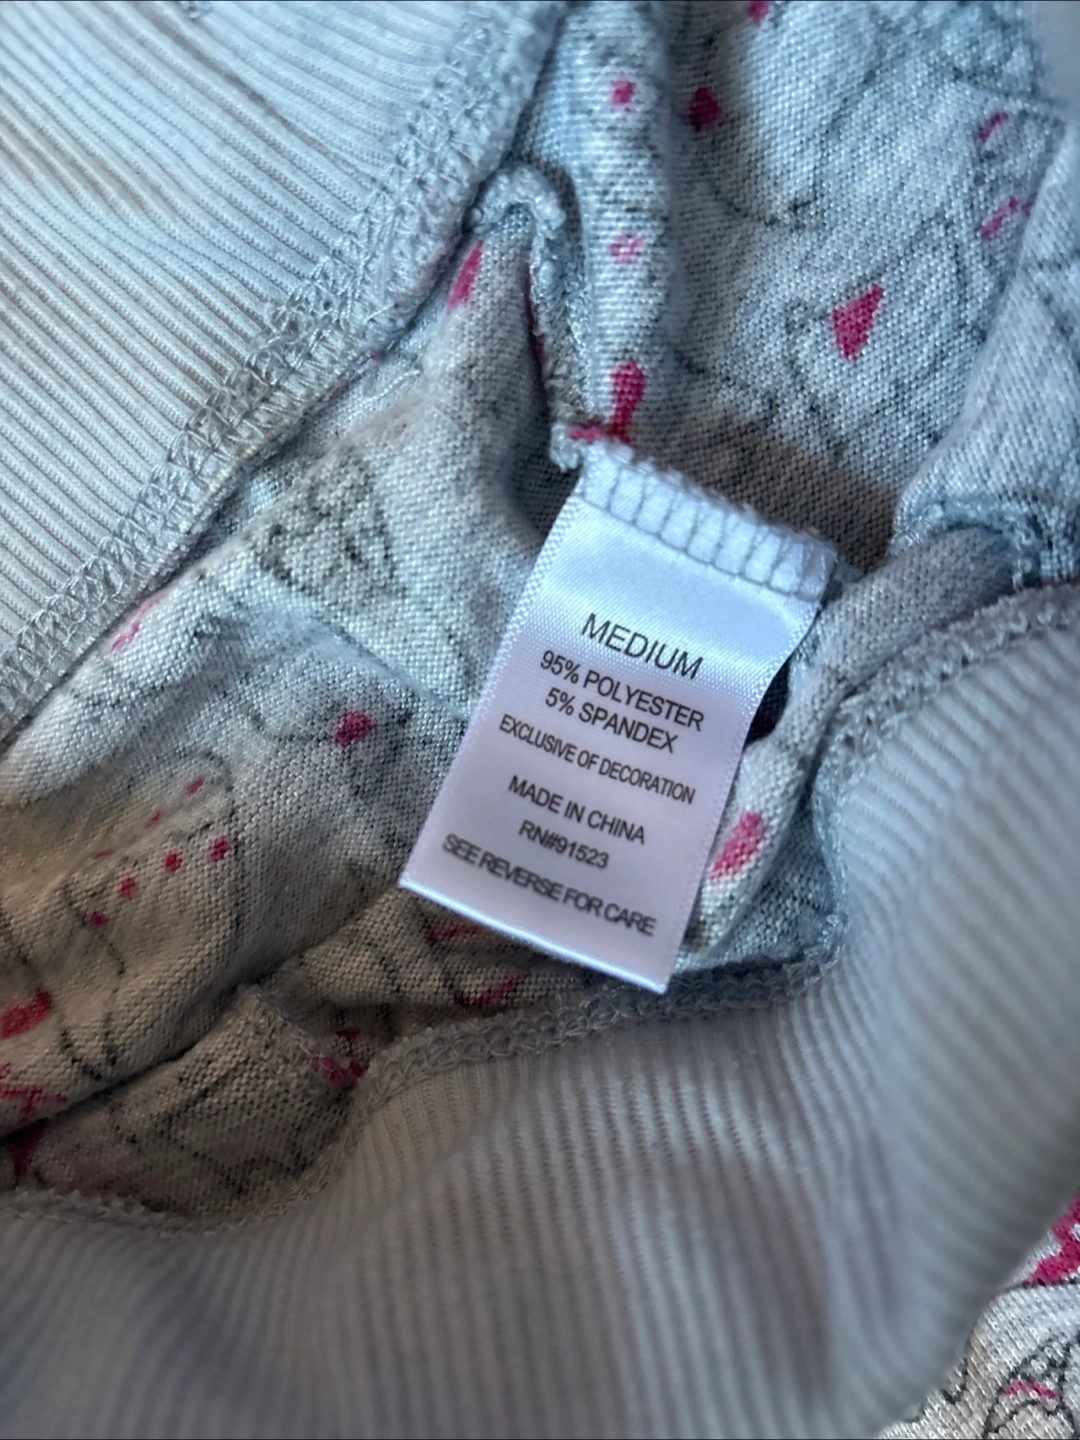 MEDIUM
95% POLYESTER
5% SPANDEX
EXCLUSIVE OF DECORATION
MADE IN CHINA
RN#91523
SEE REVERSE FOR CARE